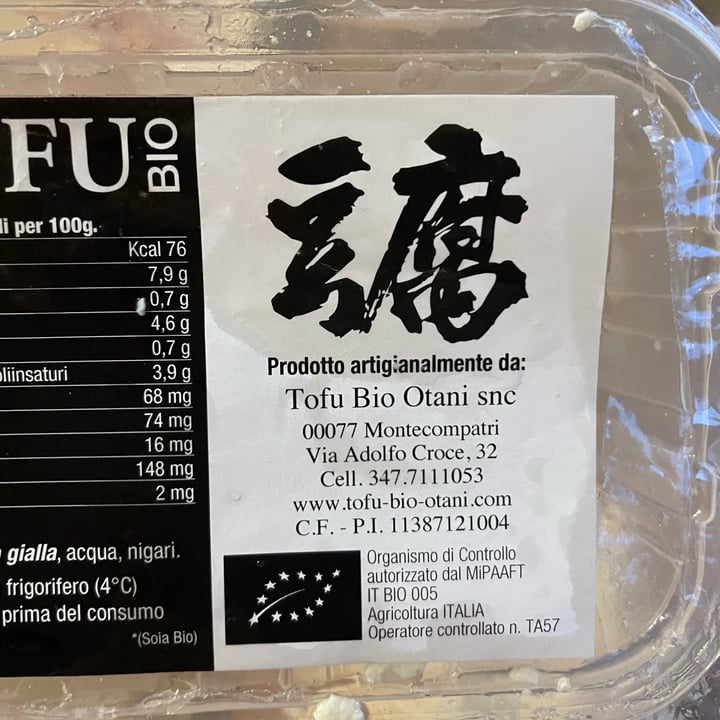 FU BIO
li per 100g.
Kcal 76
7,9 g
0,7 g
4,6 g
0,7 g
oliinsaturi 3,9 g
68 mg
74 mg
16 mg
148 mg
2 mg
gialla, acqua, nigari.
frigorifero (4°C)
prima del consumo
*(Soia Bio)
豆腐
Prodotto artigianalmente da:
Tofu Bio Otani snc
00077 Montecompatri
Via Adolfo Croce, 32
Cell. 347.7111053
www.tofu-bio-otani.com
C.F. - P.I. 11387121004
Organismo di Controllo
autorizzato dal MiPAAFT
IT BIO 005
Agricoltura ITALIA
Operatore controllato n. TA57